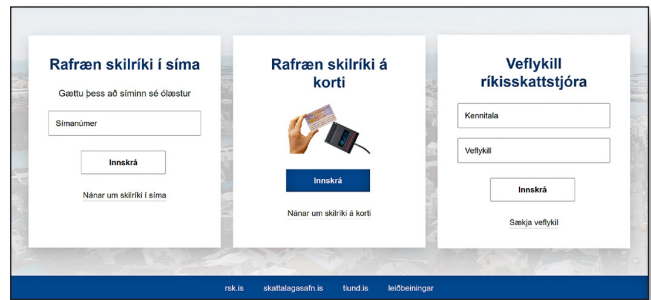 Rafræn skilríki í síma
Gættu þess að síminn sé ólæstur
Símanúmer
Innskrá
Nánar um skilríki í síma
Rafræn skilríki á
korti
Innskrá
Nánar um skilríki á korti
Veflykill
ríkisskattstjóra
Kennitala
Veflykill
Innskrá
Sækja veflykil
rsk.is skattalagasafn.is tiund.is leiðbeiningar